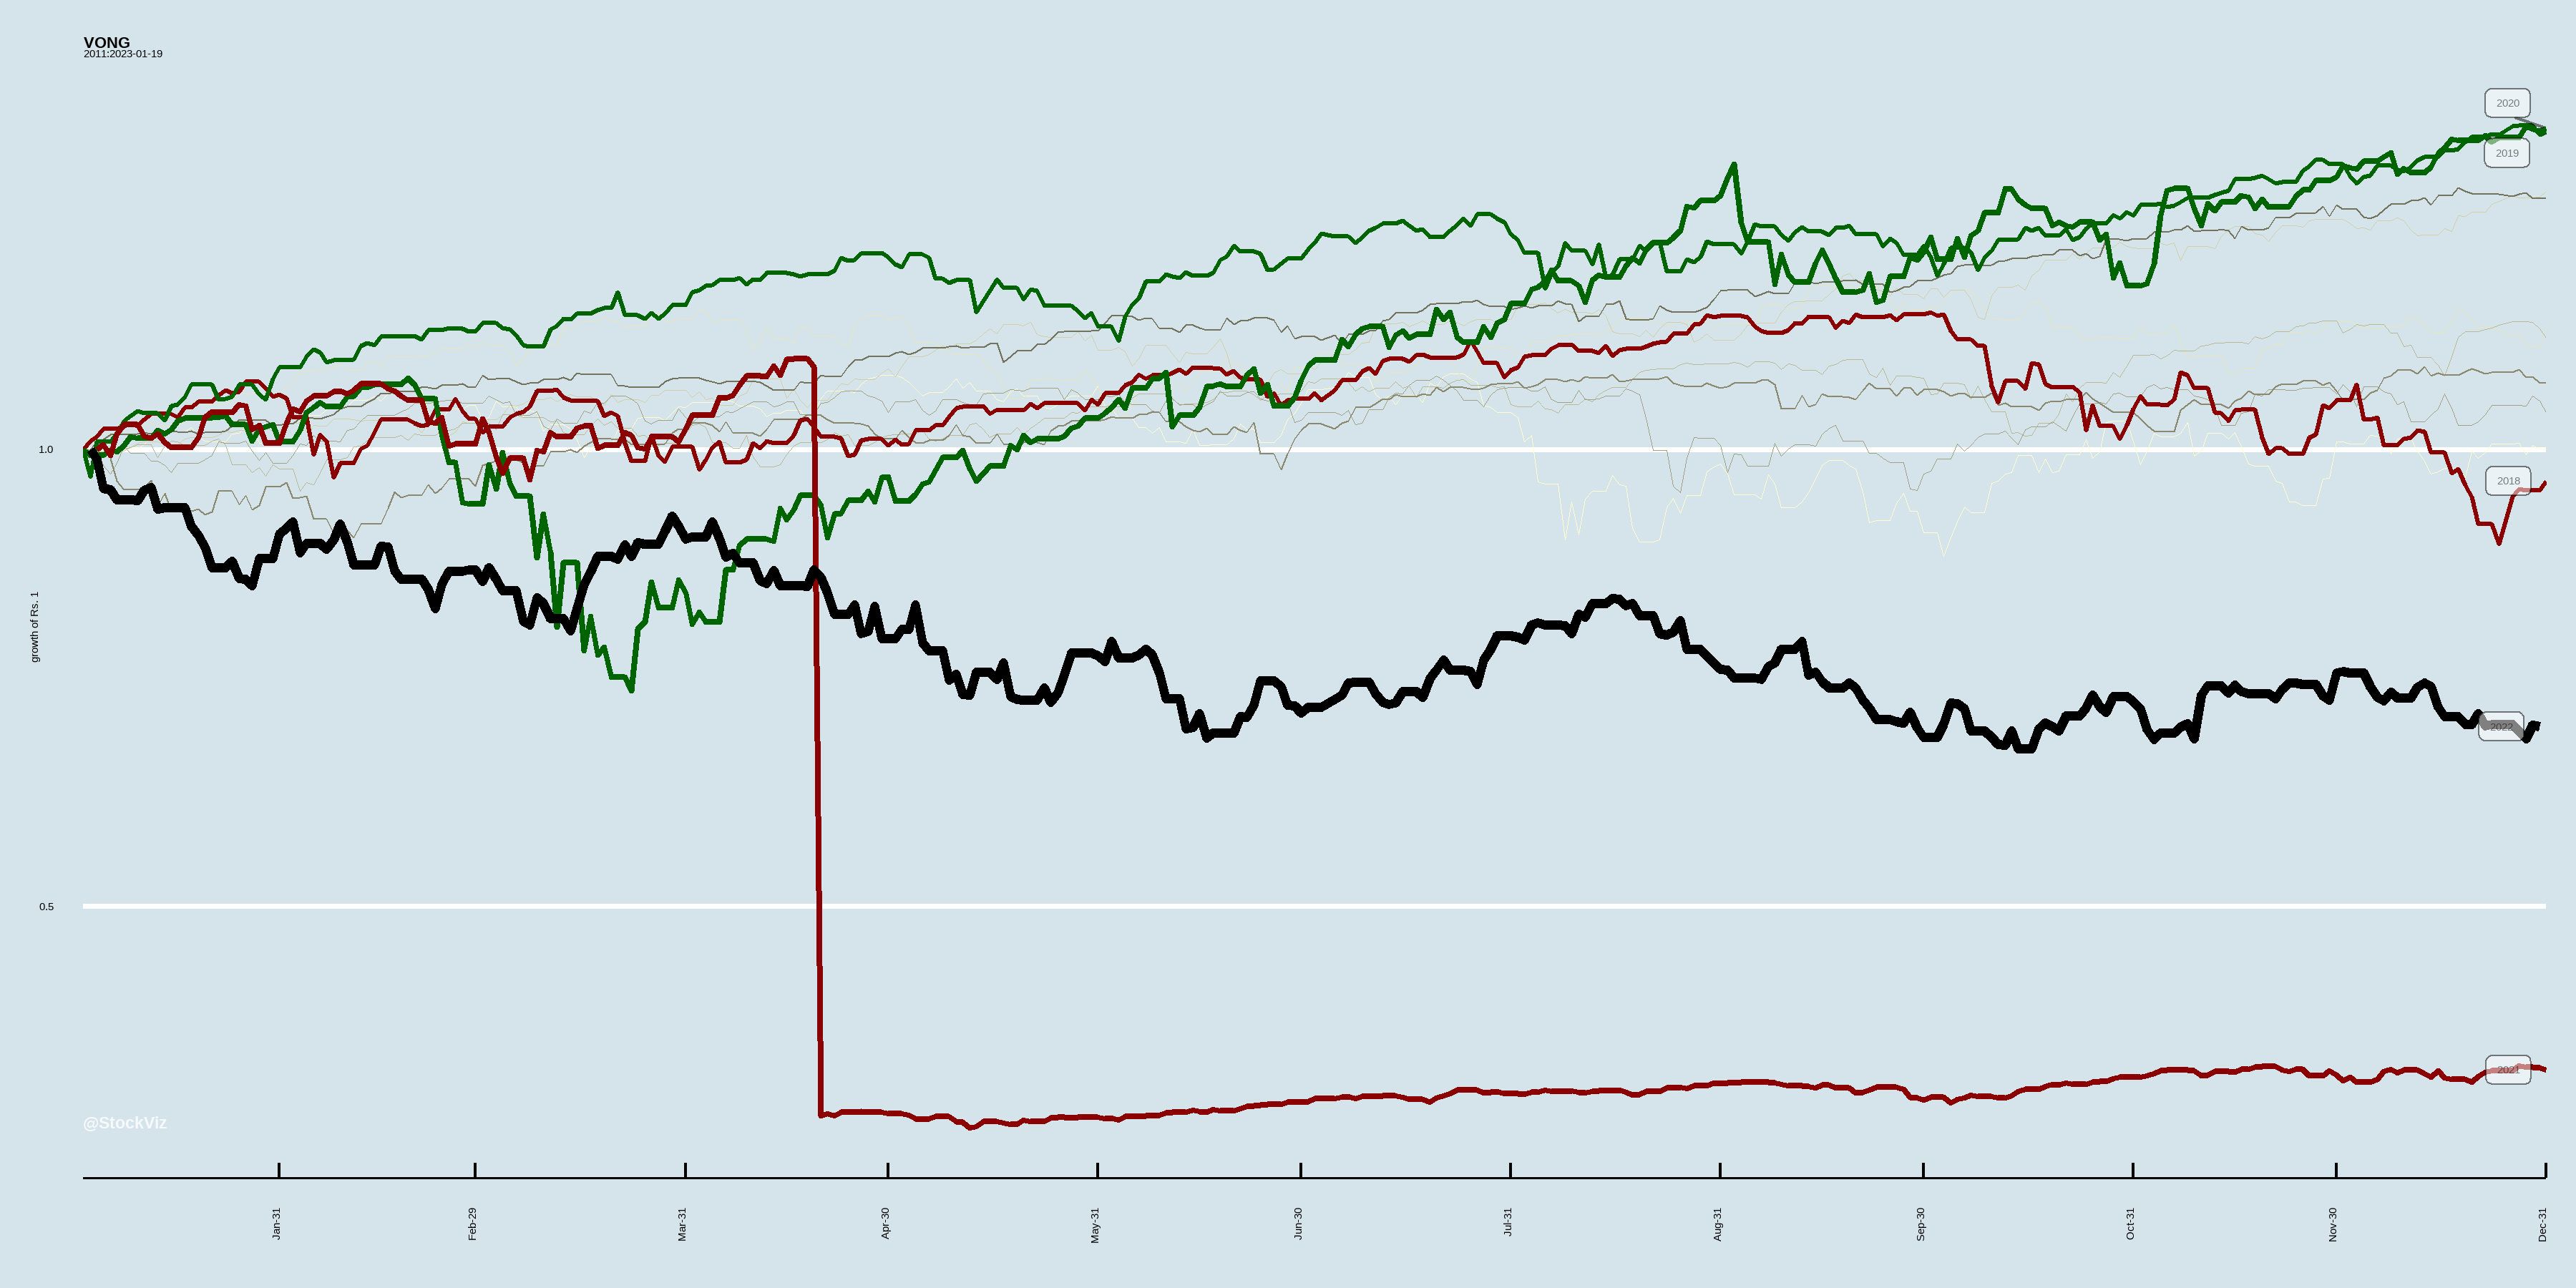 VONG
2011:2023-01-19
2020
2019
1.0
2018
growth of Rs. 1
2022
0.5
2021
@StockViz
Jan-31
Feb-29
Mar-31
Apr-30
May-31
Jun-30
Jul-31
Aug-31
Sep-30
Oct-31
Nov-30
Dec-31